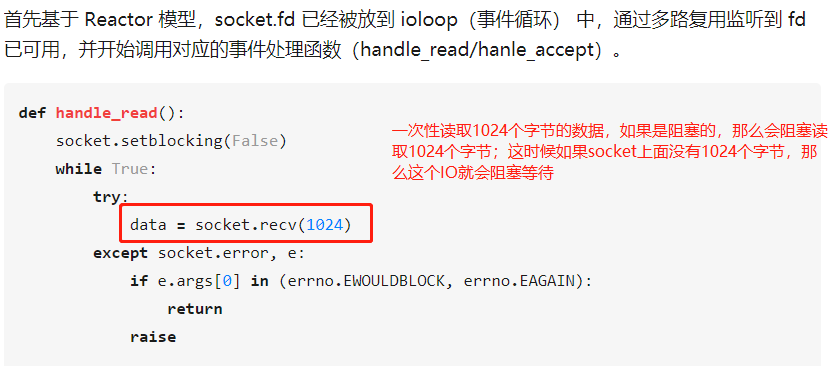 首先基于 Reactor 模型，socket.fd 已经被放到 ioloop（事件循环） 中，通过多路复用监听到 fd
已可用，并开始调用对应的事件处理函数（handle_read/hanle_accept）。
def handle_read():
    socket.setblocking(False)
    while True:
        try:
            data = socket.recv(1024)
        except socket.error, e:
            if e.args[0] in (errno.EWOULDBLOCK, errno.EAGAIN):
                return
            raise
一次性读取1024个字节的数据，如果是阻塞的，那么会阻塞读
取1024个字节；这时候如果socket上面没有1024个字节，那
么这个IO就会阻塞等待